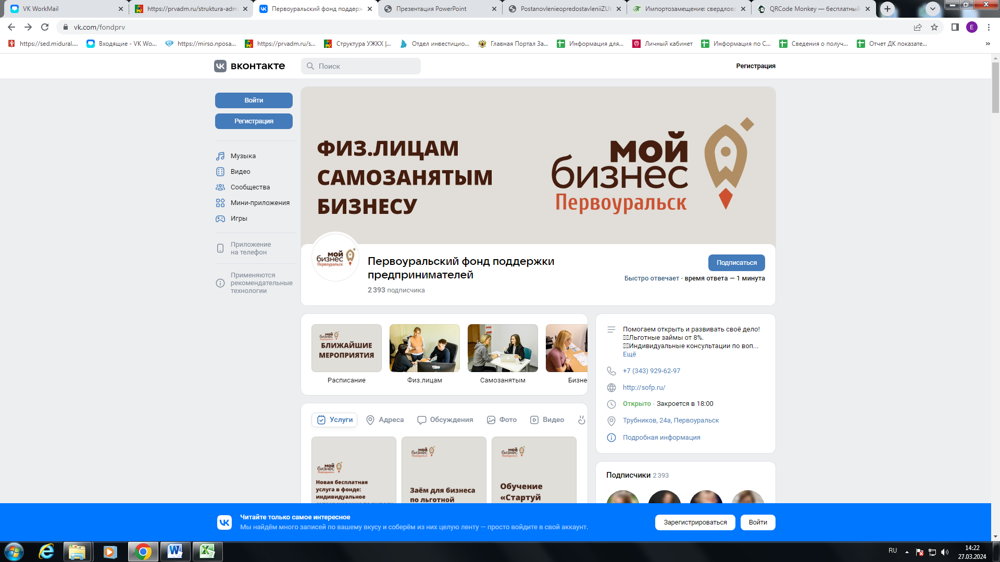 VK WorkMail
https://prvadm.ru/struktura-adm
Первоуральский фонд поддерж
Презентация PowerPoint
PostanovlenieopredostavleniiZU
Импортозамещение: свердловс
QRCode Monkey — бесплатный
vk.com/fondprv
E
https://sed.midural....
Входящие - VK Wo...
https://mirso.nposa...
https://prvadm.ru/s...
Структура УЖКХ |...
Отдел инвестицио...
Главная Портал За...
Информация для...
Личный кабинет
Информация по С...
Сведения о получ...
Отчет ДК показате...
»
вконтакте
Поиск
Регистрация
Войти
Регистрация
Музыка
Видео
Сообщества
Мини-приложения
Игры
Приложение
на телефон
Применяются
рекомендательные
технологии
ФИЗ.ЛИЦАМ
САМОЗАНЯТЫМ
БИЗНЕСУ
мой
бизнес
Первоуральск
мой
бизнес
Первоуральск
Первоуральский фонд поддержки
предпринимателей
2 393 подписчика
Подписаться
Быстро отвечает · время ответа — 1 минута
мой
бизнес
Первоуральск
БЛИЖАЙШИЕ
МЕРОПРИЯТИЯ
Расписание
Физ.лицам
Самозанятым
Бизне
Помогаем открыть и развивать своё дело!
Льготные займы от 8%.
Индивидуальные консультации по воп...
Ещё
+7 (343) 929-62-97
http://sofp.ru/
Открыто · Закроется в 18:00
Трубников, 24а, Первоуральск
Подробная информация
Услуги
Адреса
Обсуждения
Фото
Видео
мой
бизнес
Первоуральск
Новая бесплатная
услуга в фонде:
индивидуальное
мой
бизнес
Первоуральск
Заём для бизнеса
по льготной
мой
бизнес
Первоуральск
Обучение
«Стартуй
Подписчики 2 393
Читайте только самое интересное
Мы найдём много записей по вашему вкусу и соберём из них целую ленту — просто войдите в свой аккаунт.
Зарегистрироваться
Войти
RU
14:22
27.03.2024